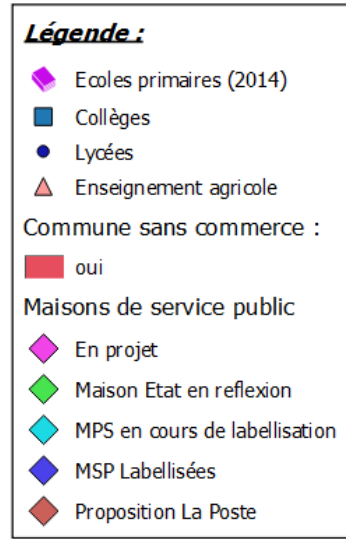 Légende :
Ecoles primaires (2014)
Collèges
Lycées
Enseignement agricole
Commune sans commerce :
oui
Maisons de service public
En projet
Maison Etat en reflexion
MPS en cours de labellisation
MSP Labellisées
Proposition La Poste